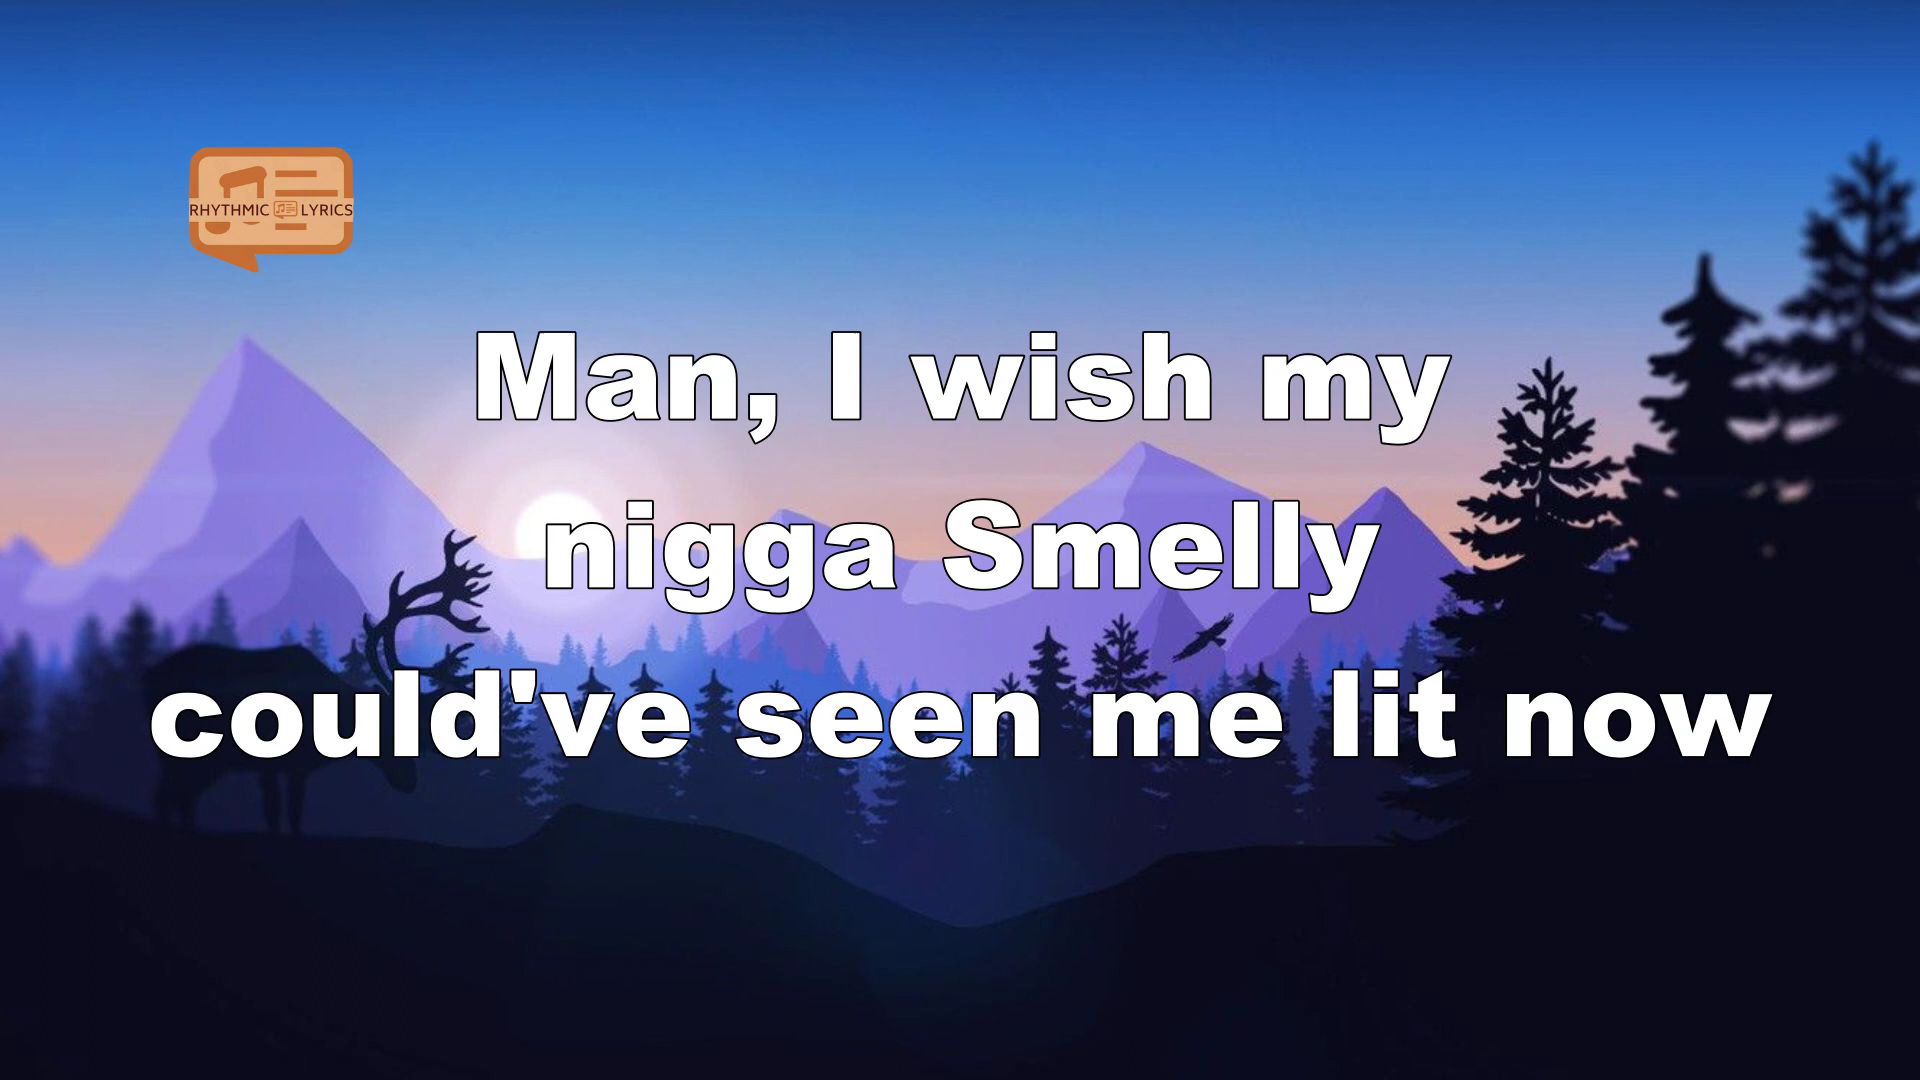 RHYTHMIC LYRICS
Man, I wish my
nigga Smelly
could've seen me lit now